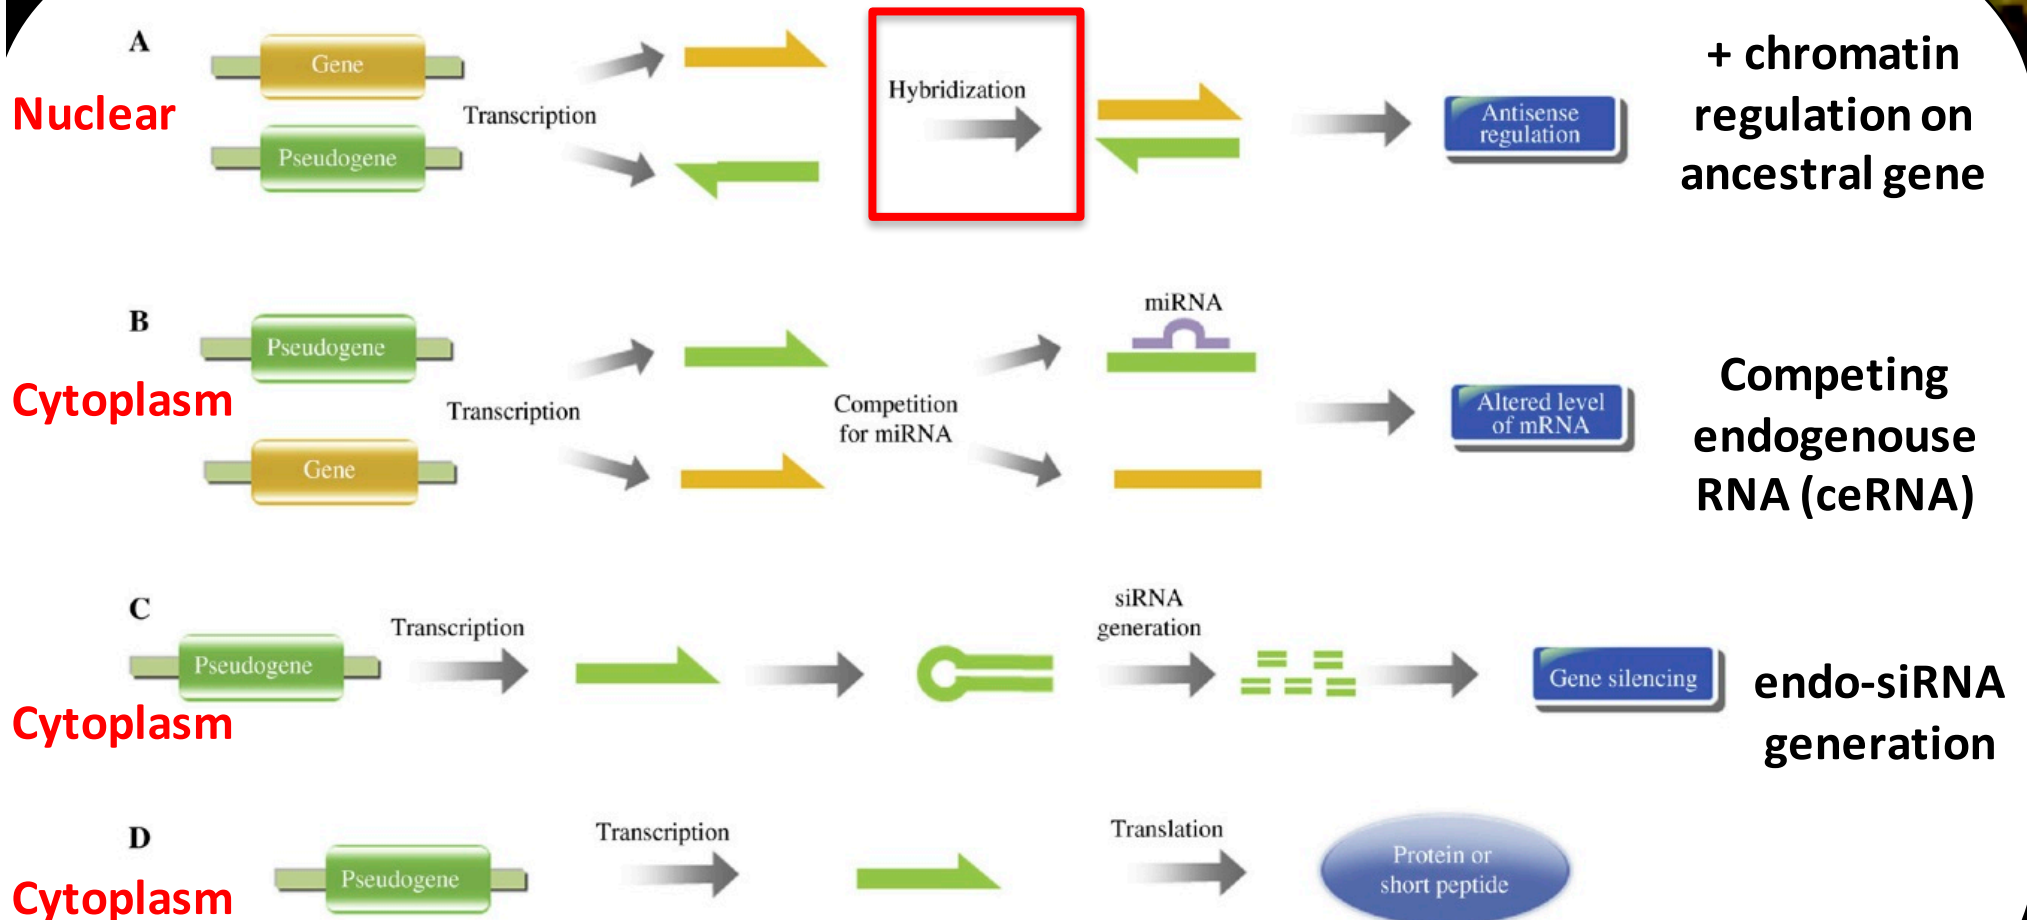 A
Nuclear
Gene
Pseudogene
Transcription
Hybridization
Antisense
regulation
+ chromatin
regulation on
ancestral gene
B
Cytoplasm
Pseudogene
Gene
Transcription
Competition
for miRNA
miRNA
Altered level
of mRNA
Competing
endogenouse
RNA (ceRNA)
C
Cytoplasm
Pseudogene
Transcription
siRNA
generation
Gene silencing
endo-siRNA
generation
D
Cytoplasm
Pseudogene
Transcription
Translation
Protein or
short peptide